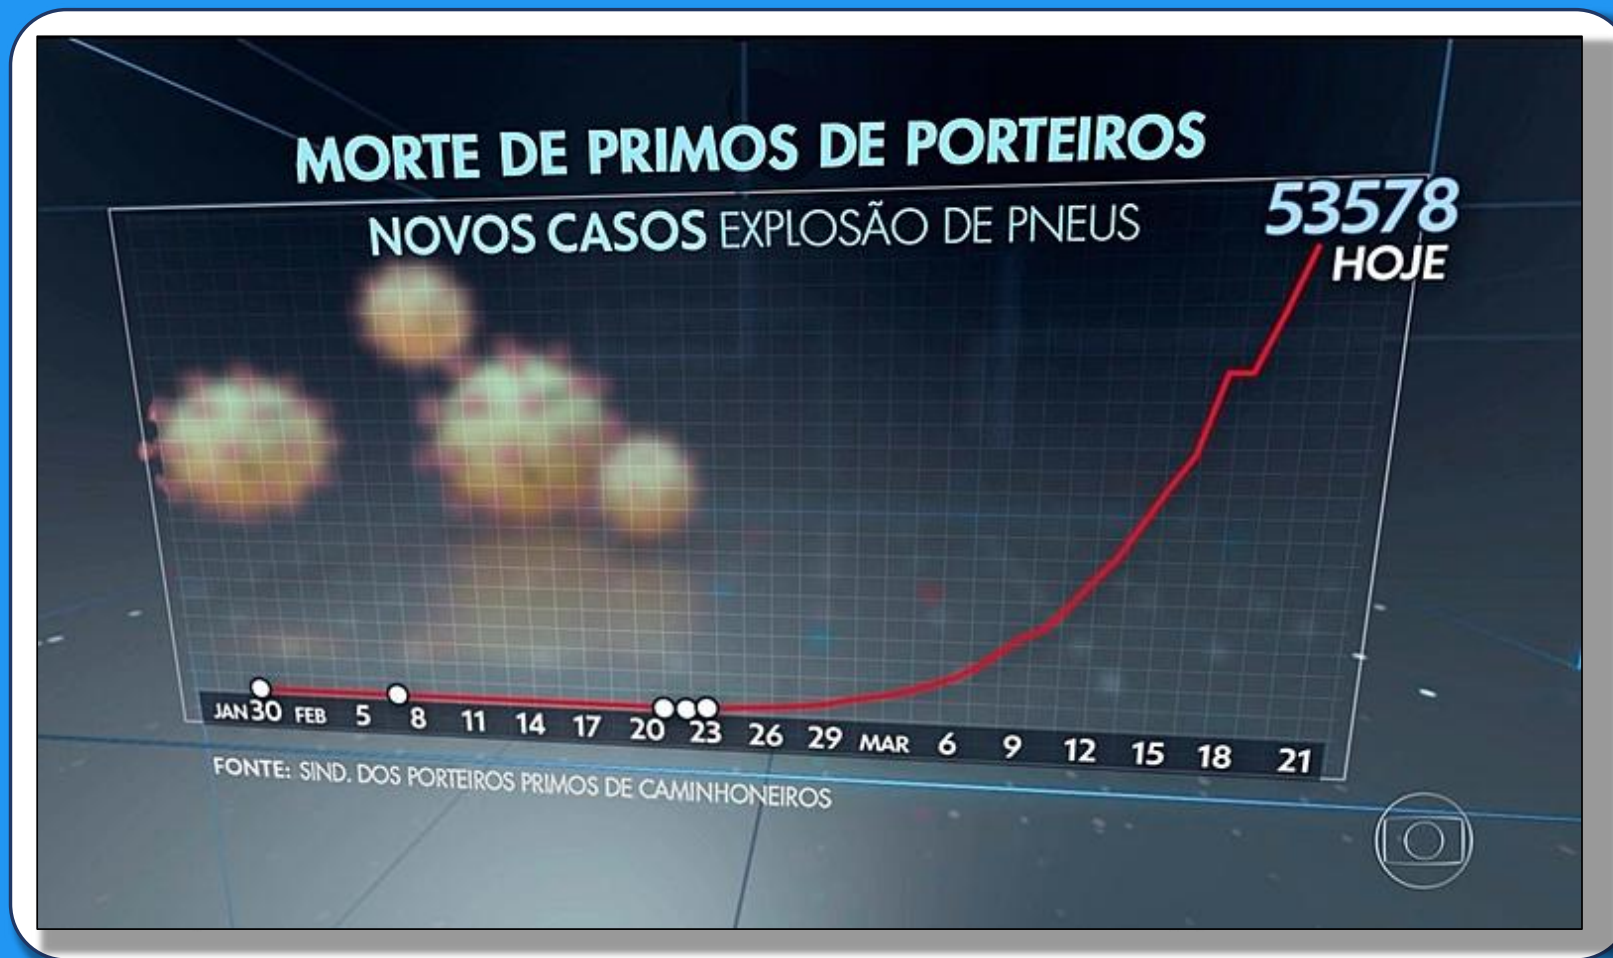 MORTE DE PRIMOS DE PORTEIROS
NOVOS CASOS EXPLOSÃO DE PNEUS
53578
HOJE
JAN 30 FEB 5 8 11 14 17 20 23 26 29 MAR 6 9 12 15 18 21
FONTE: SIND. DOS PORTEIROS PRIMOS DE CAMINHONEIROS